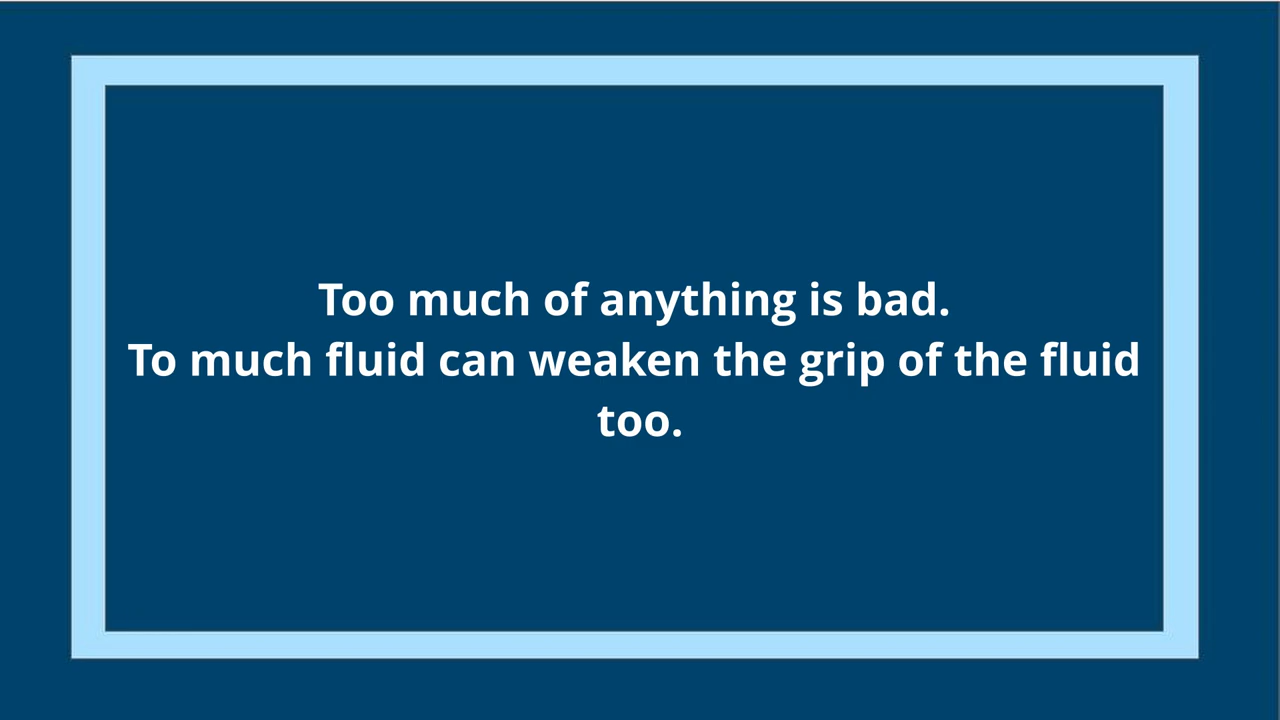 Too much of anything is bad.
To much fluid can weaken the grip of the fluid
too.